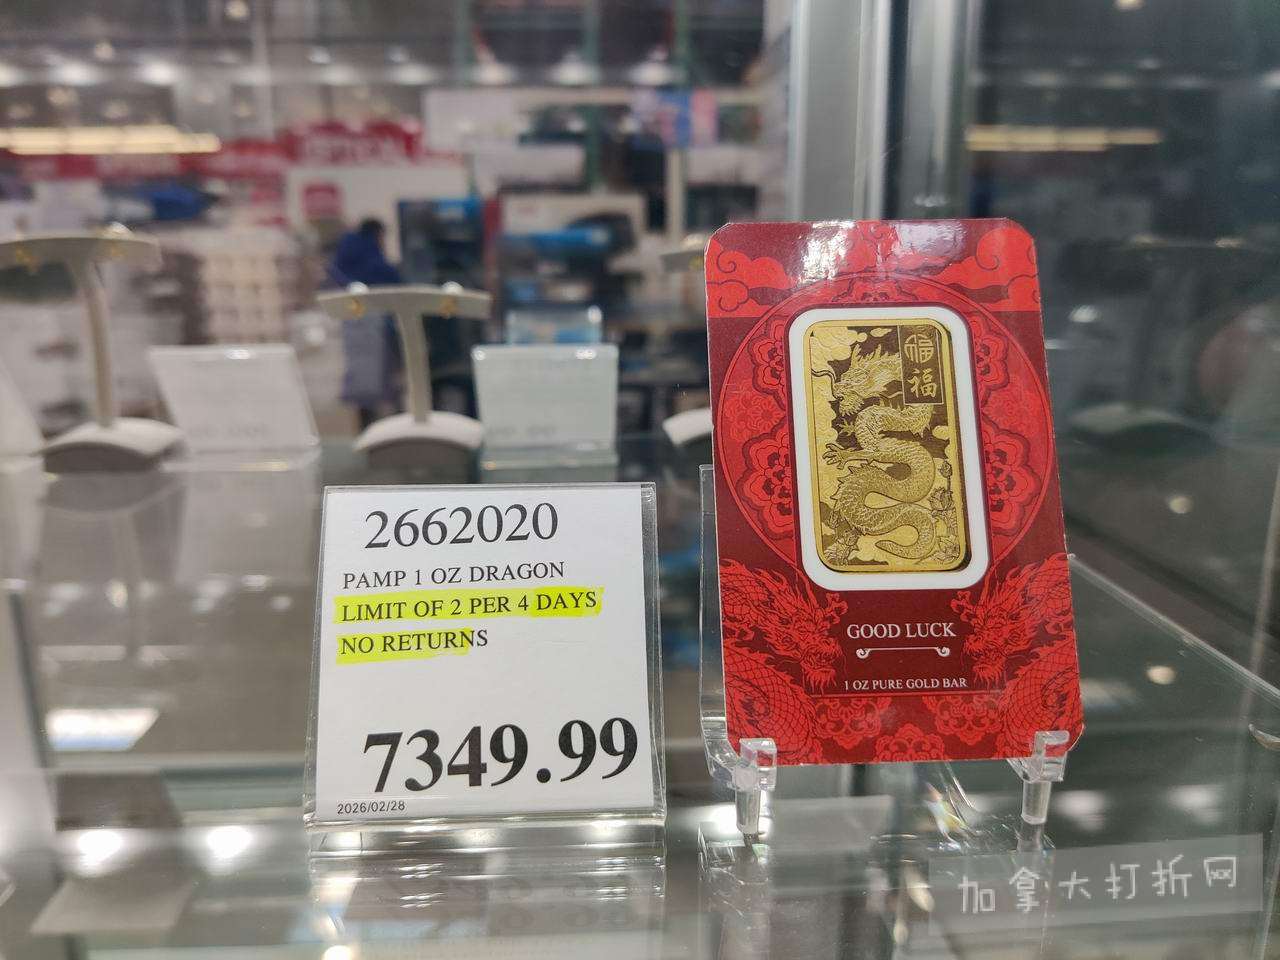 2662020
PAMP 1 OZ DRAGON
LIMIT OF 2 PER 4 DAYS
NO RETURNS
7349.99
2026/02/28
福
福
GOOD LUCK
1 OZ PURE GOLD BAR
加拿大打折网